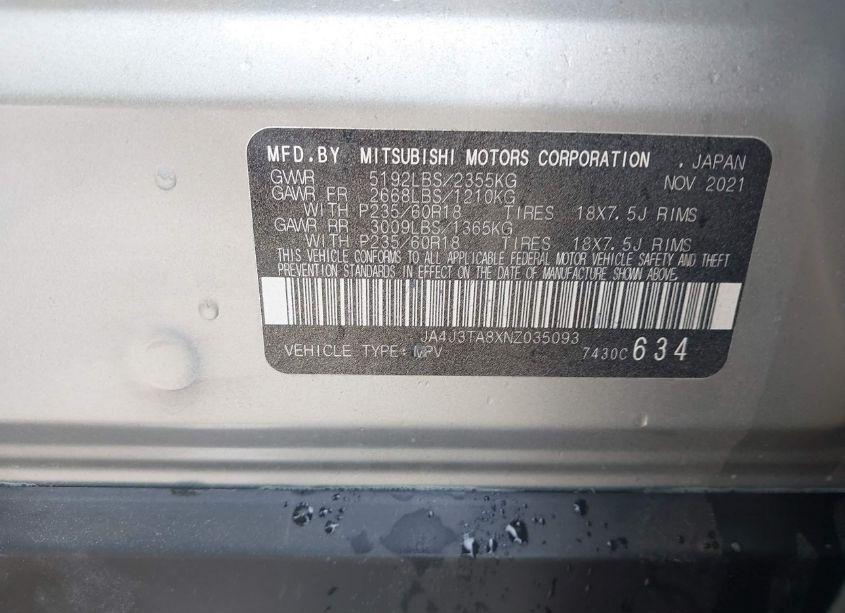 MFD.BY MITSUBISHI MOTORS CORPORATION , JAPAN
GVWR 5192LBS/2355KG NOV 2021
GAWR FR 2668LBS/1210KG
WITH P235/60R18 TIRES 18X7.5J RIMS
GAWR RR 3009LBS/1365KG
WITH P235/60R18 TIRES 18X7.5J RIMS
THIS VEHICLE CONFORMS TO ALL APPLICABLE FEDERAL MOTOR VEHICLE SAFETY AND THEFT
PREVENTION STANDARDS IN EFFECT ON THE DATE OF MANUFACTURE SHOWN ABOVE.
JA4J3TA8XNZ035093
VEHICLE TYPE: MPV 7430C 634